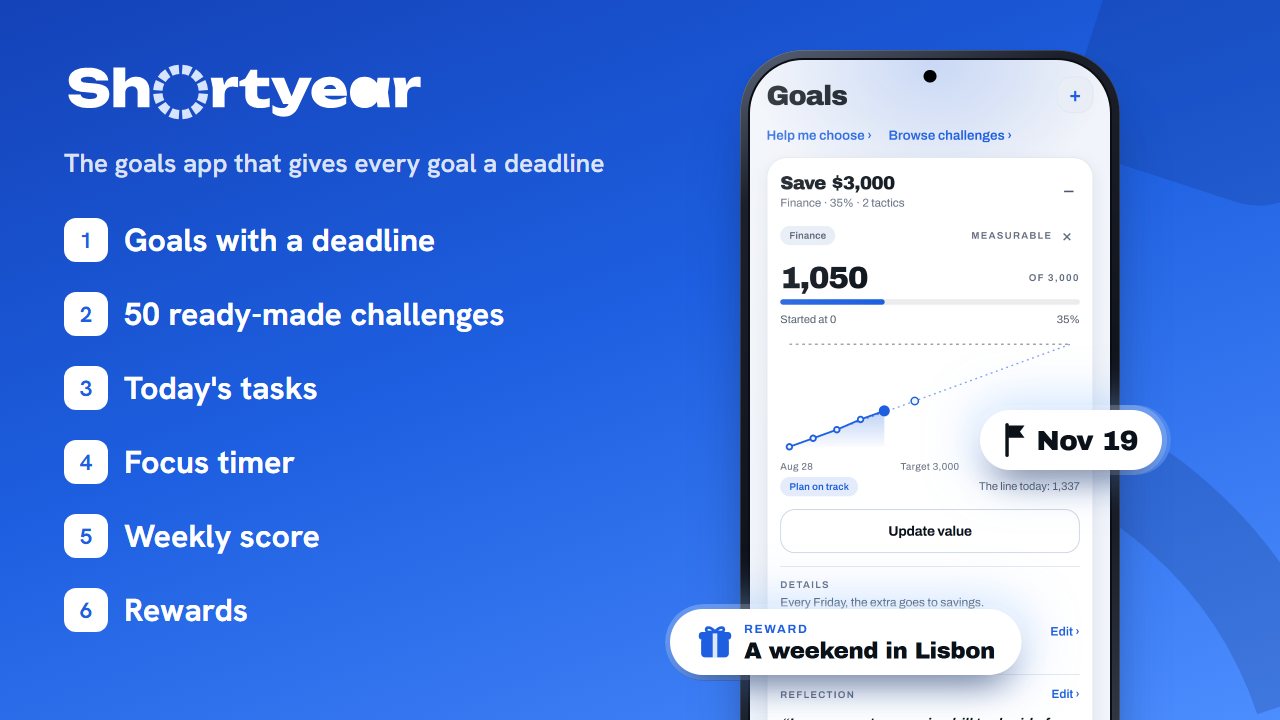 Shortyear
The goals app that gives every goal a deadline
1 Goals with a deadline
2 50 ready-made challenges
3 Today's tasks
4 Focus timer
5 Weekly score
6 Rewards
Goals
+
Help me choose › Browse challenges ›
Save $3,000
Finance · 35% · 2 tactics
Finance MEASURABLE ×
1,050 OF 3,000
Started at 0 35%
Nov 19
Aug 28 Target 3,000
Plan on track The line today: 1,337
Update value
DETAILS
Every Friday, the extra goes to savings.
Edit ›
REWARD
A weekend in Lisbon
REFLECTION Edit ›